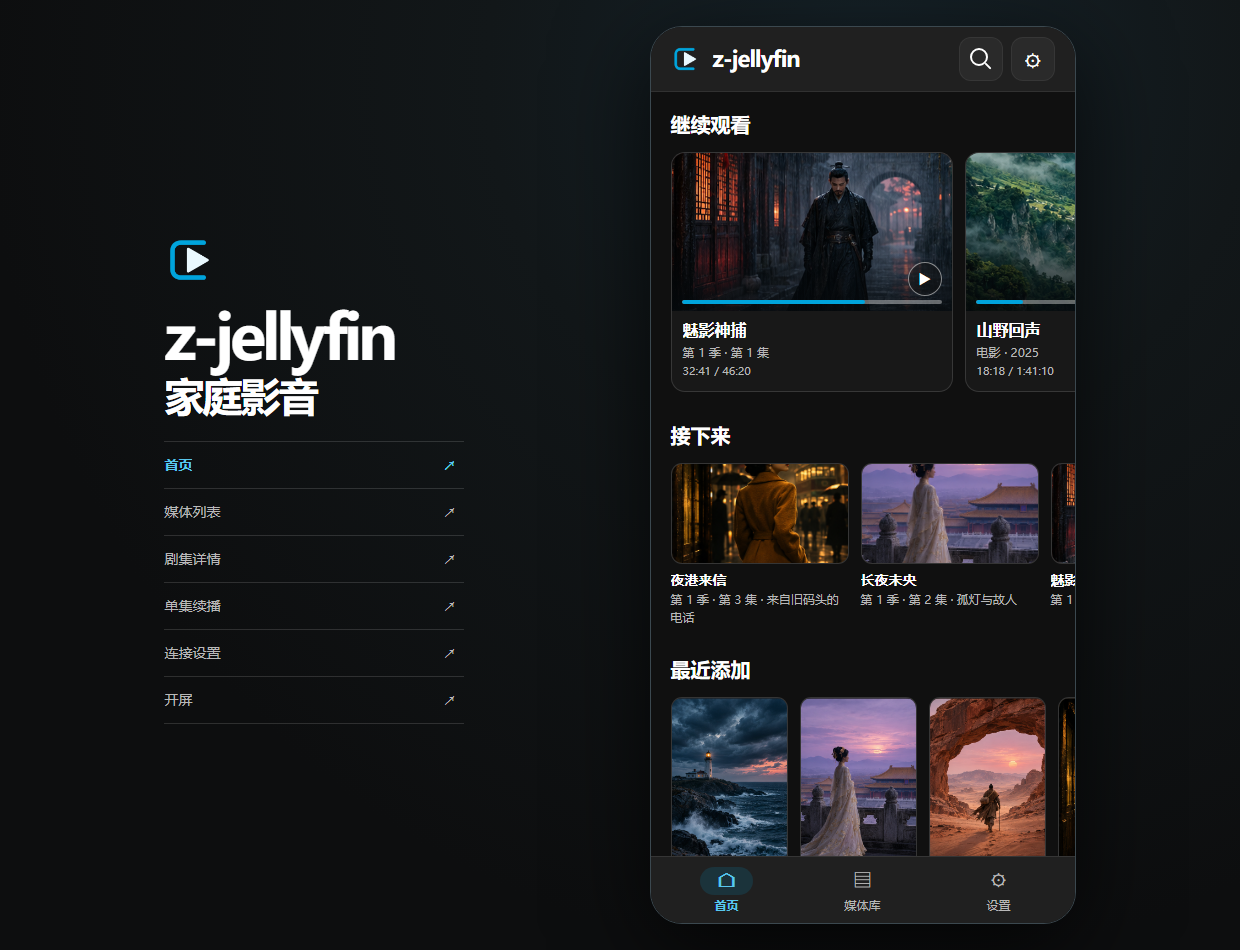 z-jellyfin
家庭影音
首页
媒体列表
剧集详情
单集续播
连接设置
开屏
z-jellyfin
继续观看
魅影神捕
第 1 季 · 第 1 集
32:41 / 46:20
山野回声
电影 · 2025
18:18 / 1:41:10
接下来
夜港来信
第 1 季 · 第 3 集 · 来自旧码头的
电话
长夜未央
第 1 季 · 第 2 集 · 孤灯与故人
魅影
第 1
最近添加
首页
媒体库
设置